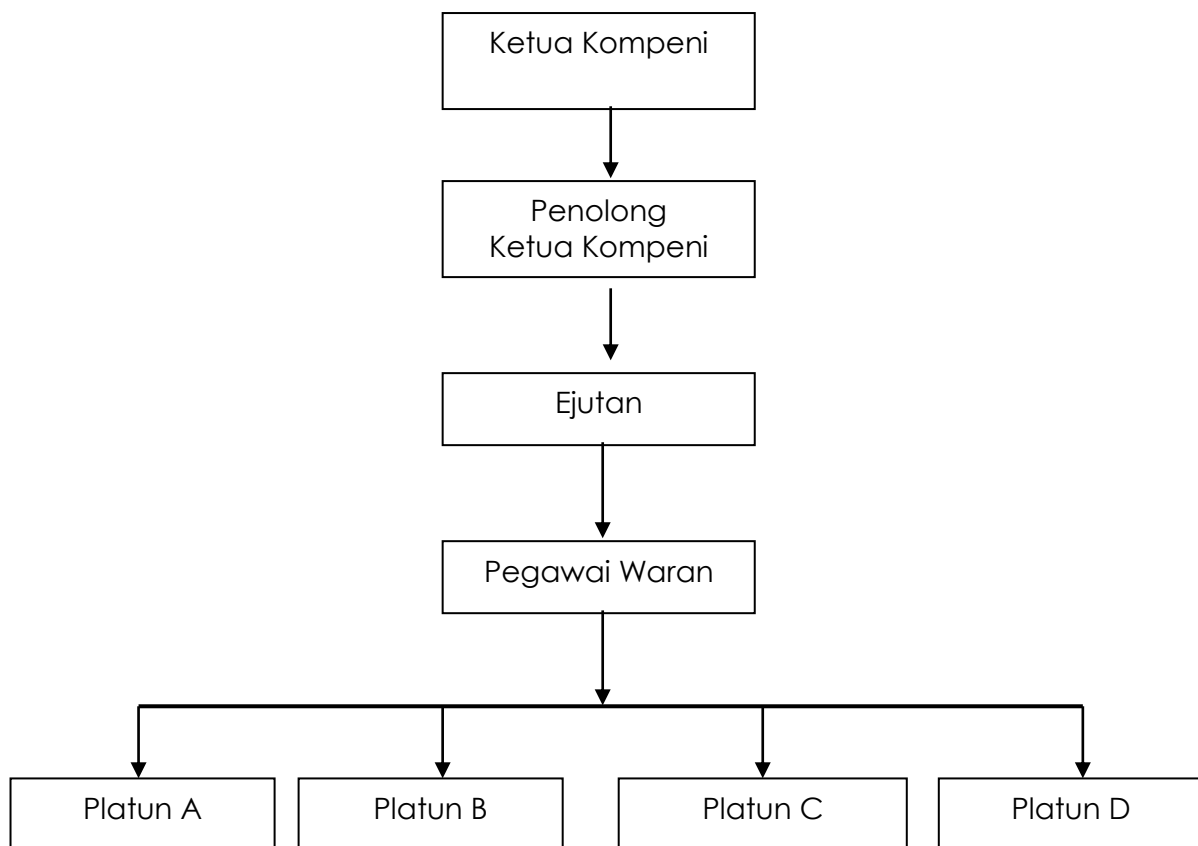 Ketua Kompeni
Penolong
Ketua Kompeni
Ejutan
Pegawai Waran
Platun A
Platun B
Platun C
Platun D